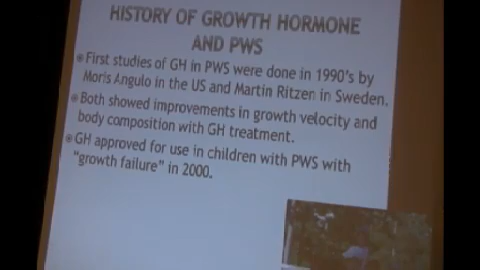 HISTORY OF GROWTH HORMONE
AND PWS
First studies of GH in PWS were done in 1990's by
Moris Angulo in the US and Martin Ritzen in Sweden.
Both showed improvements in growth velocity and
body composition with GH treatment.
GH approved for use in children with PWS with
"growth failure" in 2000.